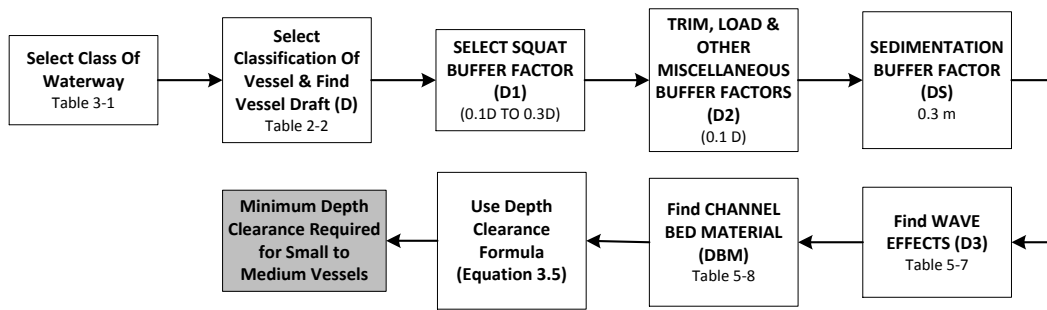 Select Class Of
Waterway
Table 3-1
Select
Classification Of
Vessel & Find
Vessel Draft (D)
Table 2-2
SELECT SQUAT
BUFFER FACTOR
(D1)
(0.1D TO 0.3D)
TRIM, LOAD &
OTHER
MISCELLANEOUS
BUFFER FACTORS
(D2)
(0.1 D)
SEDIMENTATION
BUFFER FACTOR
(DS)
0.3 m
Find WAVE
EFFECTS (D3)
Table 5-7
Find CHANNEL
BED MATERIAL
(DBM)
Table 5-8
Use Depth
Clearance
Formula
(Equation 3.5)
Minimum Depth
Clearance Required
for Small to
Medium Vessels